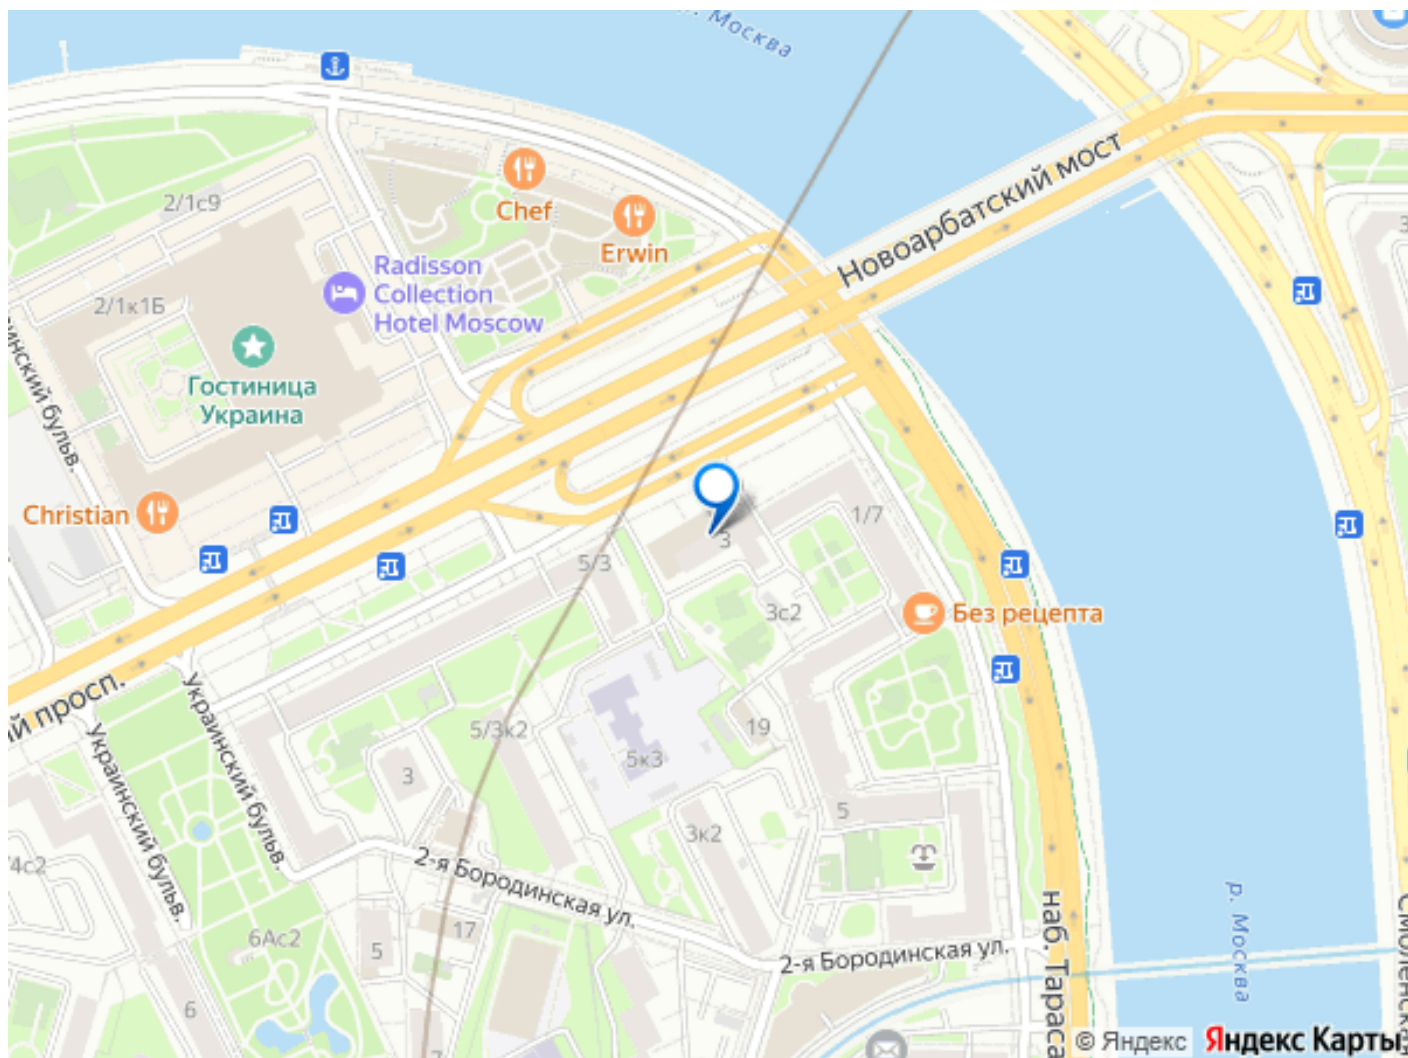 р. Москва
Новоарбатский мост
2/1с9
Chef
Erwin
Radisson
Collection
Hotel Moscow
2/1к1Б
Гостиница
Украина
Christian
1/7
3
5/3
3с2
Без рецепта
й просп.
Украинский бульв.
Украинский бульв.
5/3к2
19
5к3
3
5
3к2
2-я Бородинская ул.
2-я Бородинская ул.
6Ас2
17
5
6
/4с2
наб. Тараса
р. Москва
© Яндекс
Яндекс Карты